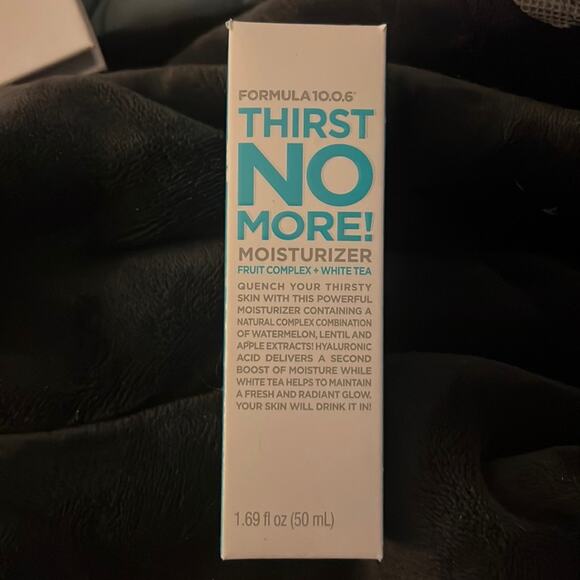 FORMULA 10.0.6®
THIRST
NO
MORE!
MOISTURIZER
FRUIT COMPLEX + WHITE TEA
QUENCH YOUR THIRSTY
SKIN WITH THIS POWERFUL
MOISTURIZER CONTAINING A
NATURAL COMPLEX COMBINATION
OF WATERMELON, LENTIL AND
APPLE EXTRACTS! HYALURONIC
ACID DELIVERS A SECOND
BOOST OF MOISTURE WHILE
WHITE TEA HELPS TO MAINTAIN
A FRESH AND RADIANT GLOW.
YOUR SKIN WILL DRINK IT IN!
1.69 fl oz (50 mL)